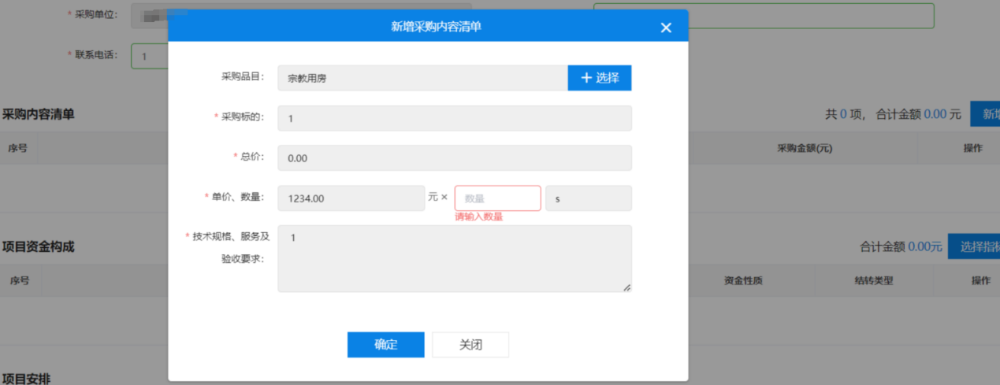 * 采购单位：
* 联系电话： 1
新增采购内容清单 ×
采购品目： 宗教用房 + 选择
* 采购标的： 1
* 总价： 0.00
* 单价、数量： 1234.00 元 × 数量 s
请输入数量
* 技术规格、服务及 1
验收要求：
确定 关闭
采购内容清单 共 0 项, 合计金额 0.00 元
序号 采购金额(元) 操作
项目资金构成 合计金额 0.00元 选择指标
序号 资金性质 结转类型 操作
项目安排